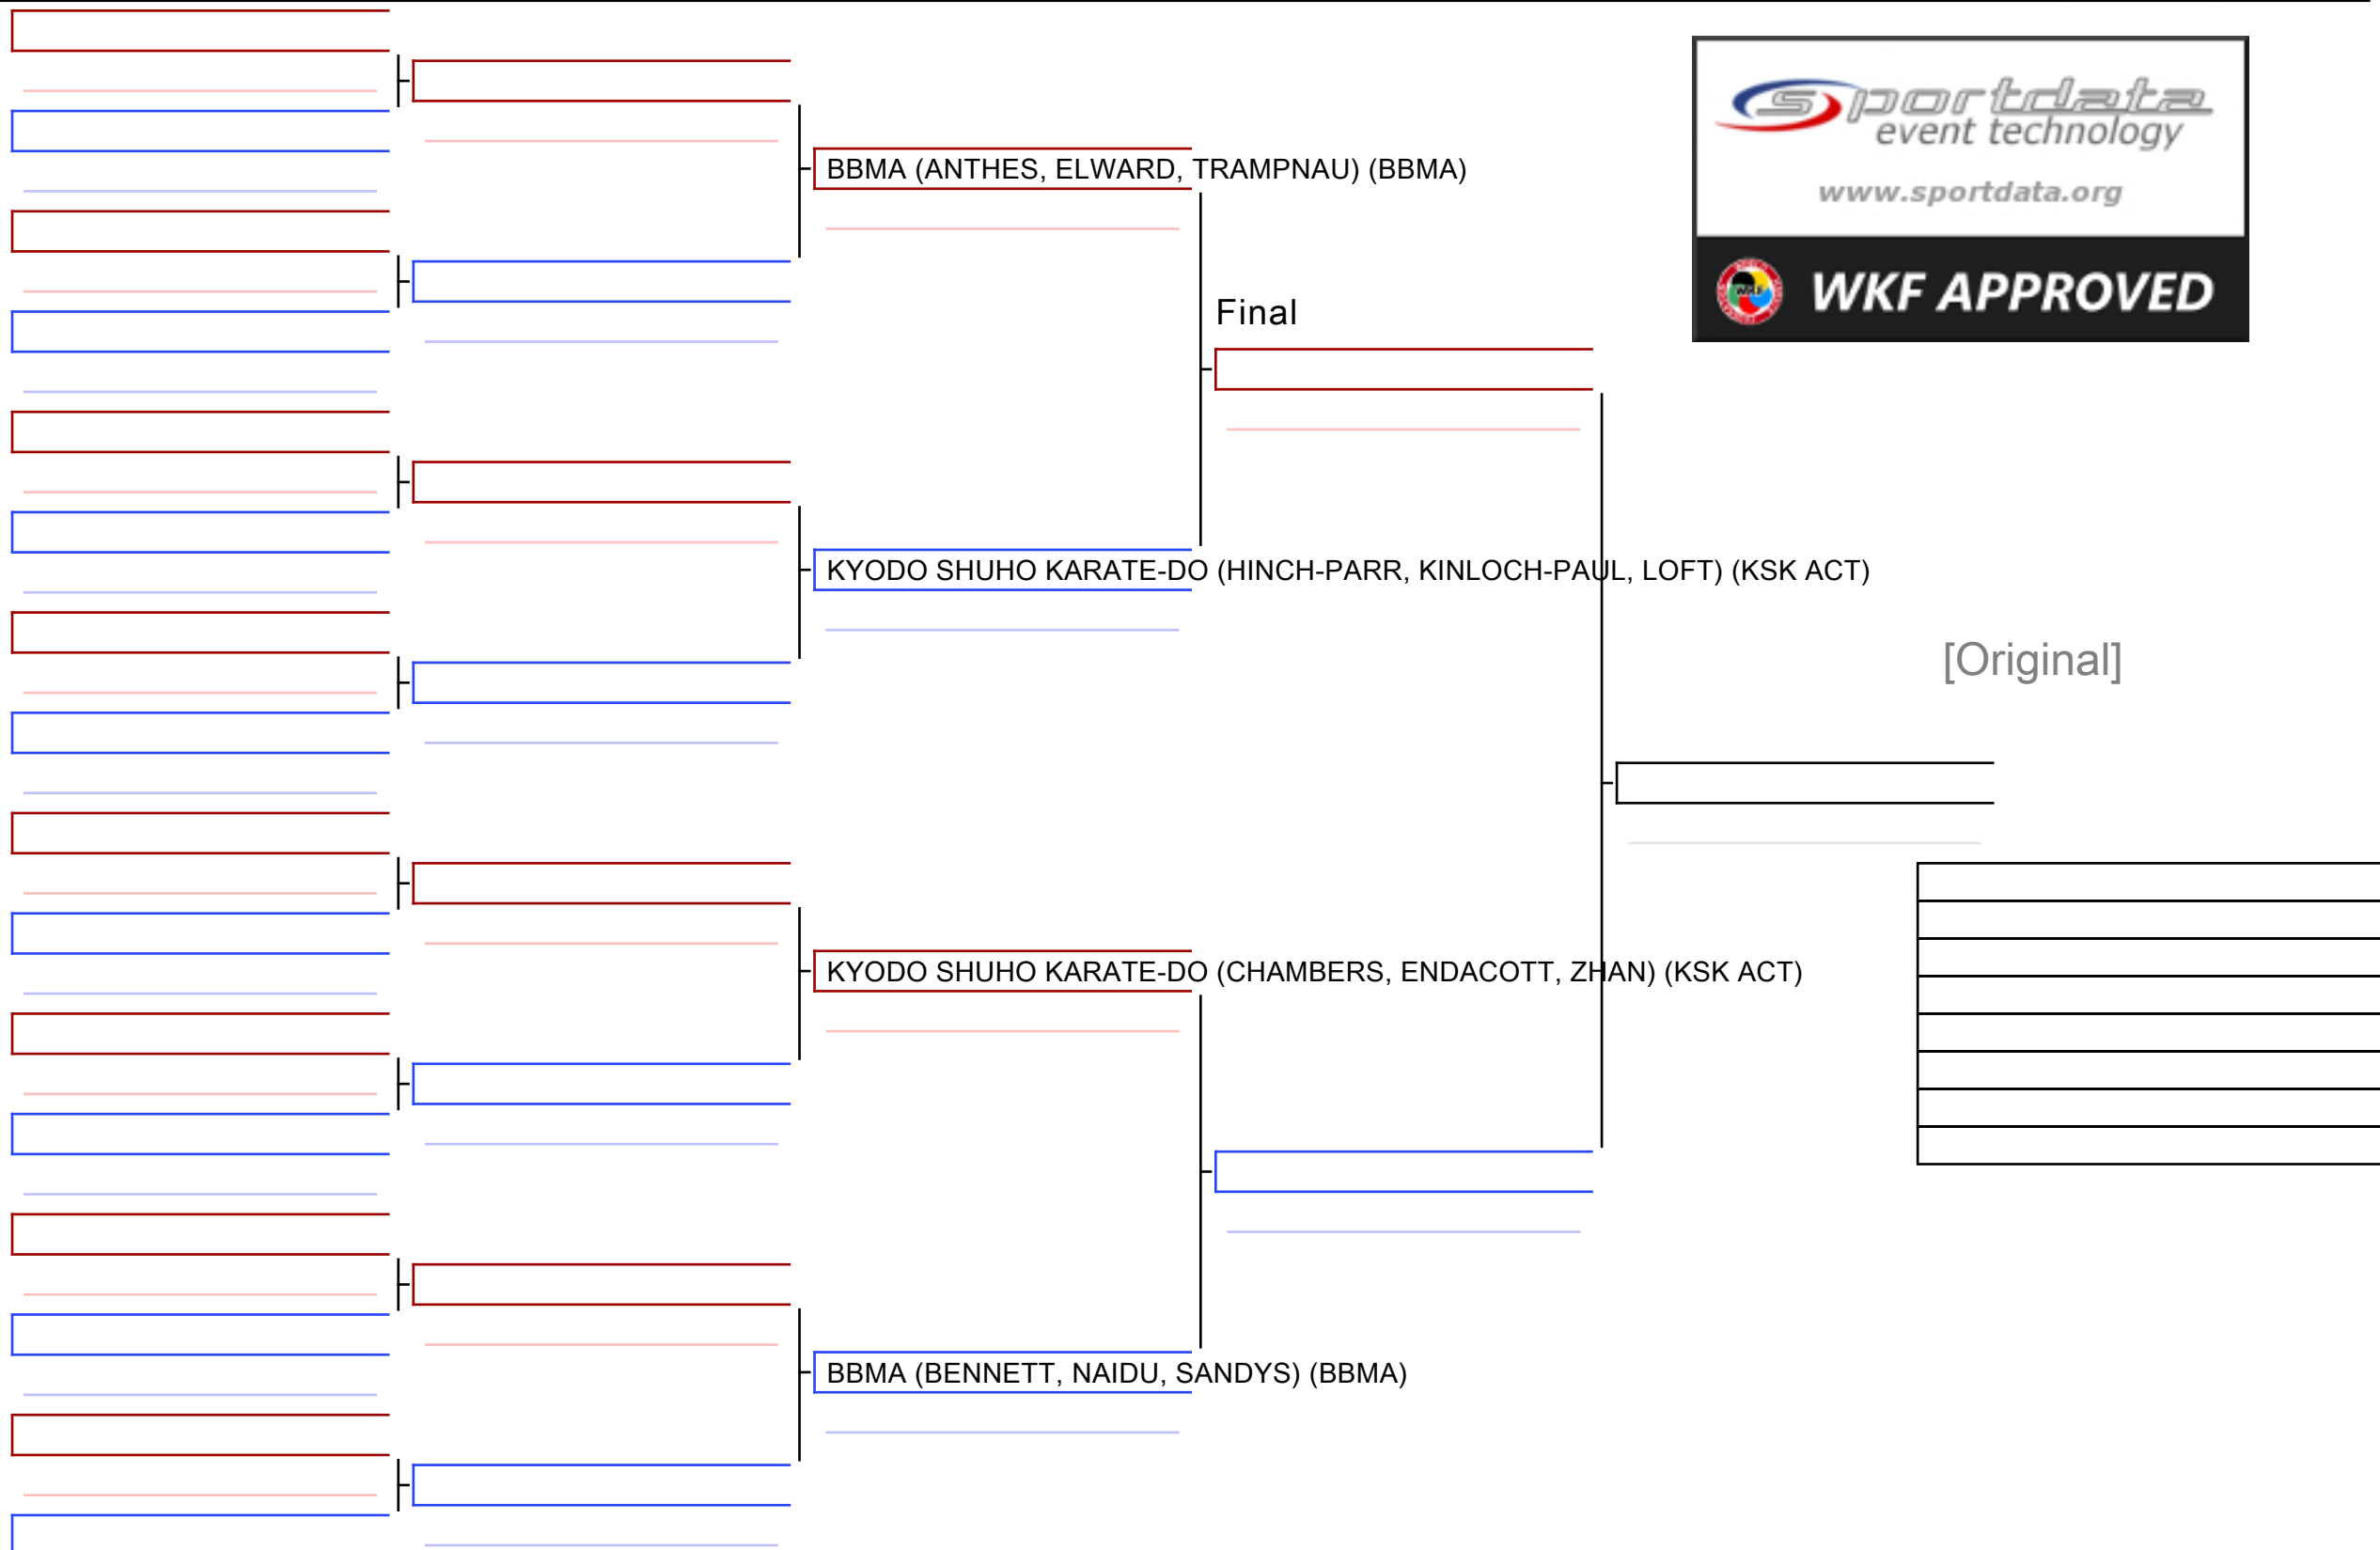 sportdata
event technology
www.sportdata.org
WKF APPROVED
BBMA (ANTHES, ELWARD, TRAMPNAU) (BBMA)
Final
KYODO SHUHO KARATE-DO (HINCH-PARR, KINLOCH-PAUL, LOFT) (KSK ACT)
[Original]
KYODO SHUHO KARATE-DO (CHAMBERS, ENDACOTT, ZHAN) (KSK ACT)
BBMA (BENNETT, NAIDU, SANDYS) (BBMA)